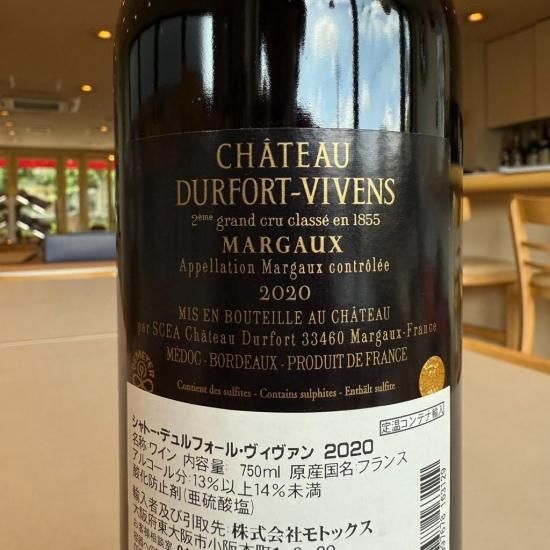 CHÂTEAU
DURFORT-VIVENS
2ème grand cru classé en 1855
MARGAUX
Appellation Margaux contrôlée
2020
MIS EN BOUTEILLE AU CHÂTEAU
par SCEA Château Durfort 33460 Margaux-France
MÉDOC - BORDEAUX - PRODUIT DE FRANCE
Contient des sulfites - Contains sulphites - Enthält sulfite
定温コンテナ輸入
シャトー・デュルフォール・ヴィヴァン 2020
名称:ワイン 内容量: 750ml 原産国名:フランス
アルコール分:13%以上14%未満
酸化防止剤(亜硫酸塩)
輸入者及び引取先: 株式会社モトックス
大阪府東大阪市小阪本町
お客様相談室